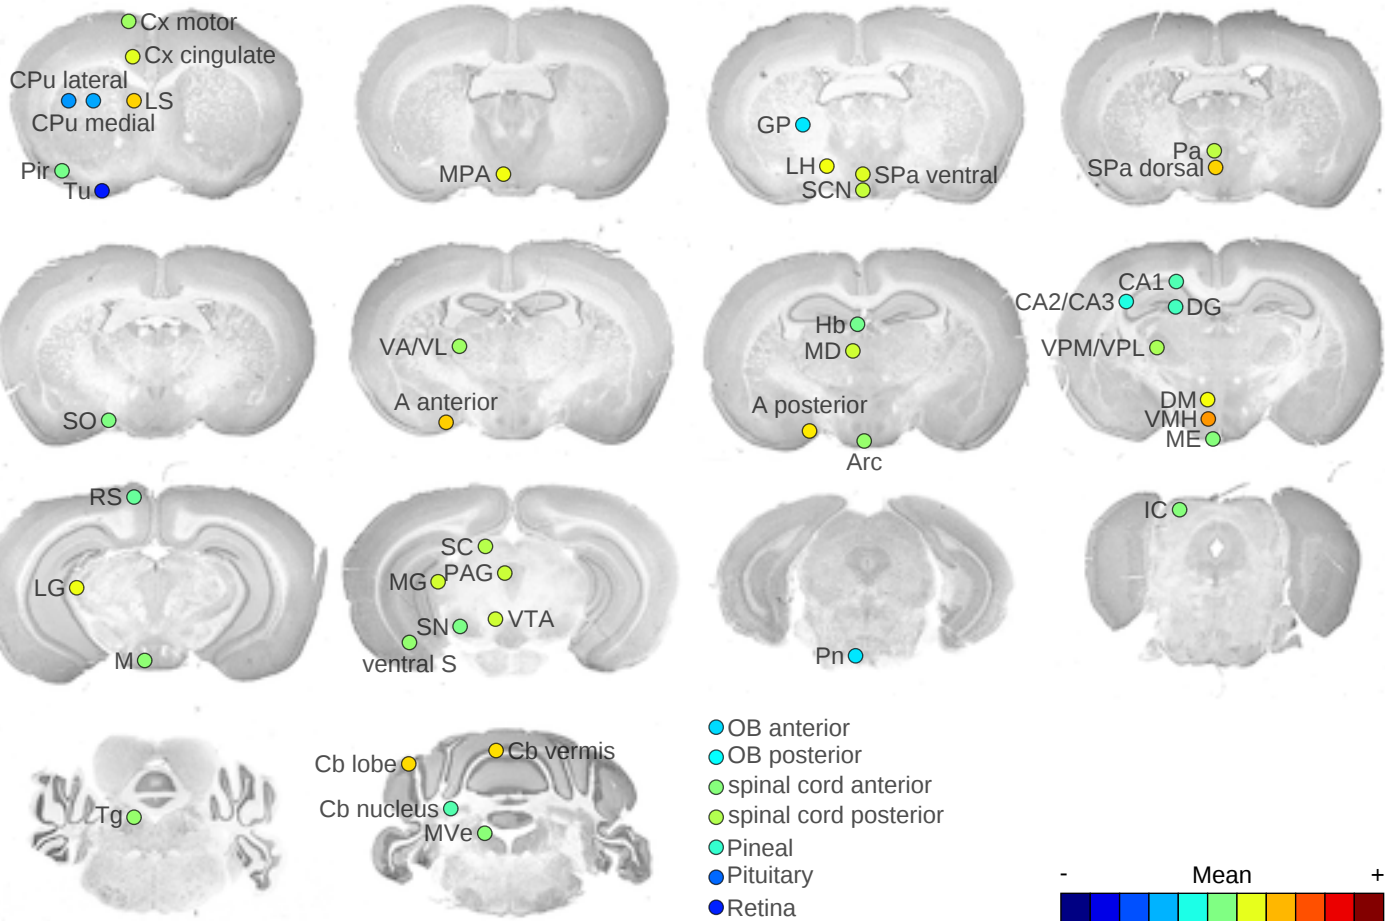 Cx motor
Cx cingulate
CPu lateral
LS
CPu medial
Pir
Tu
MPA
GP
LH
SPa ventral
SCN
Pa
SPa dorsal
SO
VA/VL
A anterior
Hb
MD
A posterior
Arc
CA1
CA2/CA3
DG
VPM/VPL
DM
VMH
ME
RS
LG
M
SC
MG
PAG
SN
VTA
ventral S
Pn
IC
Tg
Cb lobe
Cb vermis
Cb nucleus
MVe
OB anterior
OB posterior
spinal cord anterior
spinal cord posterior
Pineal
Pituitary
Retina
- Mean +